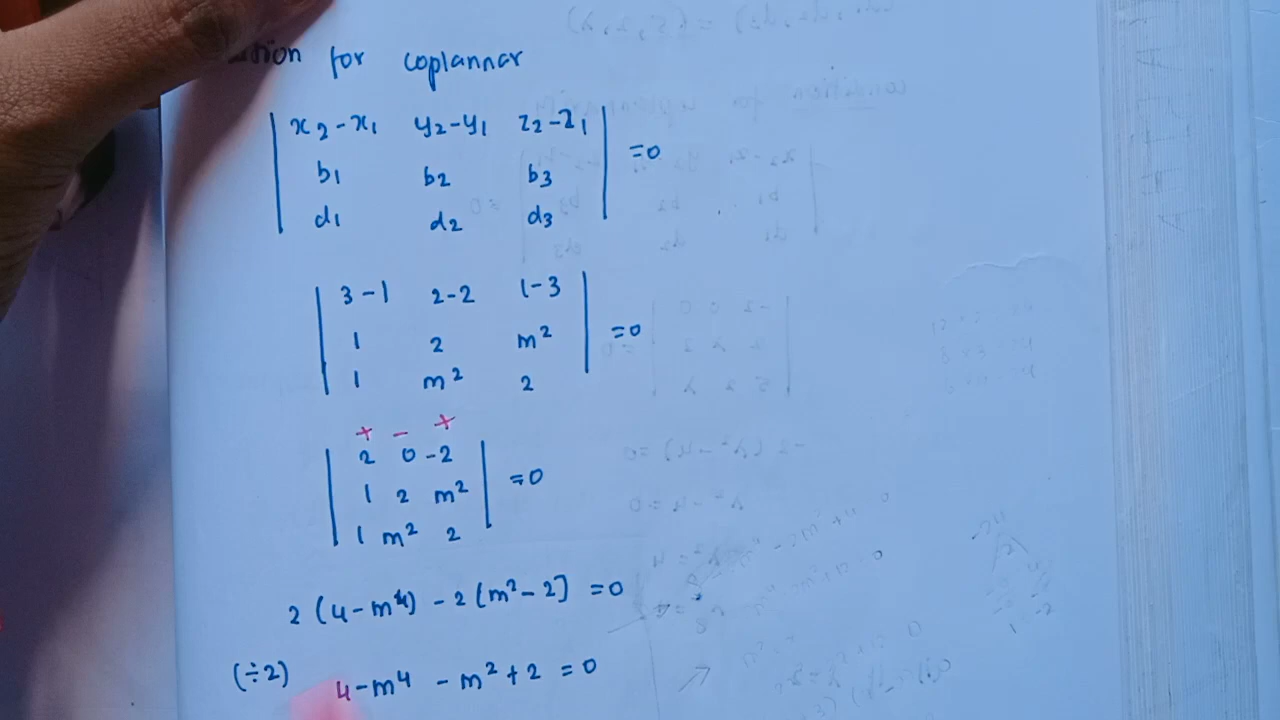 for coplannar
| x₂-x₁ y₂-y₁ z₂-z₁ |
| b₁ b₂ b₃ | =0
| d₁ d₂ d₃ |
| 3-1 2-2 1-3 |
| 1 2 m² | =0
| 1 m² 2 |
+ - +
| 2 0 -2 |
| 1 2 m² | =0
| 1 m² 2 |
2 (4-m⁴) - 2 (m²-2] =0
(÷2) 4-m⁴ - m²+2 =0